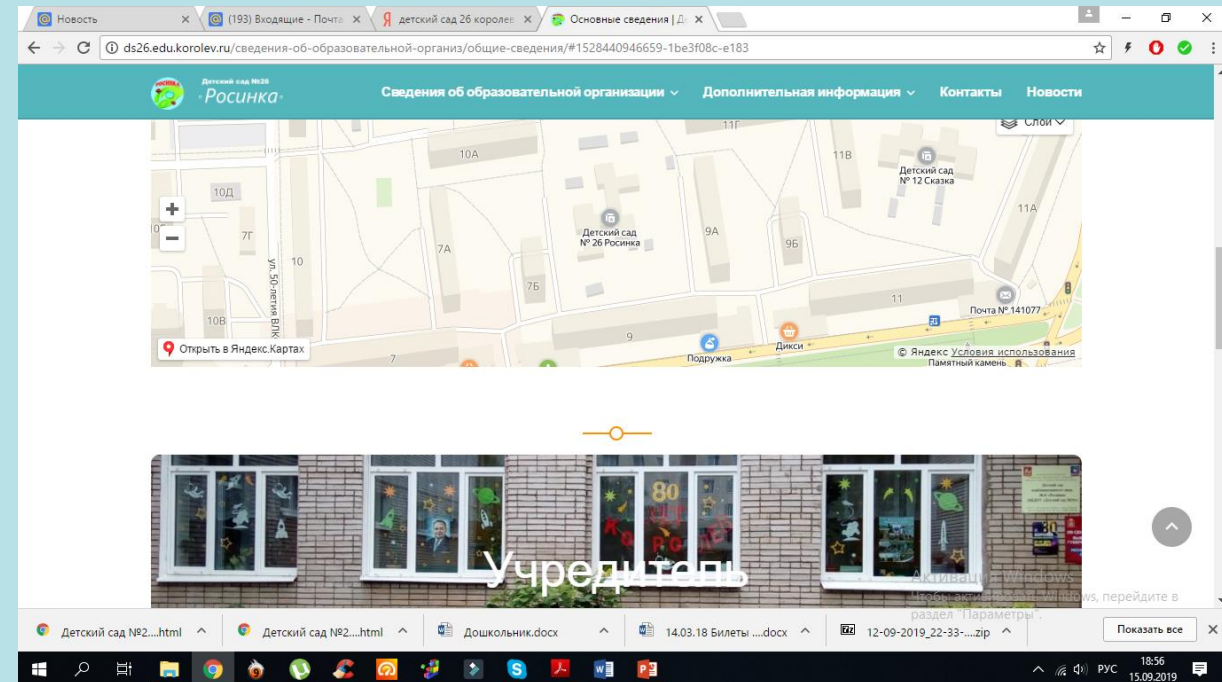 Новость
(193) Входящие - Почта
детский сад 26 королев
Основные сведения | Д
ds26.edu.korolev.ru/сведения-об-образовательной-организ/общие-сведения/#1528440946659-1be3f08c-e183
РОСИНКА
Детский сад №26
·Росинка·
Сведения об образовательной организации
Дополнительная информация
Контакты
Новости
Слои
11Г
10А
11В
Детский сад
№ 12 Сказка
10Д
11А
Детский сад
№ 26 Росинка
7Г
9А
7А
9Б
10
ул. 50-летия ВЛК
7Б
11
Почта № 141077
10В
9
Дикси
Подружка
7
Открыть в Яндекс.Картах
© Яндекс Условия использования
Памятный камень
80
ЛЕТ
КОРОЛЕВ
30
Учредитель
Активация Windows
Чтобы активировать Windows, перейдите в
раздел "Параметры".
Детский сад №2....html
Детский сад №2....html
Дошкольник.docx
14.03.18 Билеты ....docx
12-09-2019_22-33-....zip
Показать все
РУС
18:56
15.09.2019